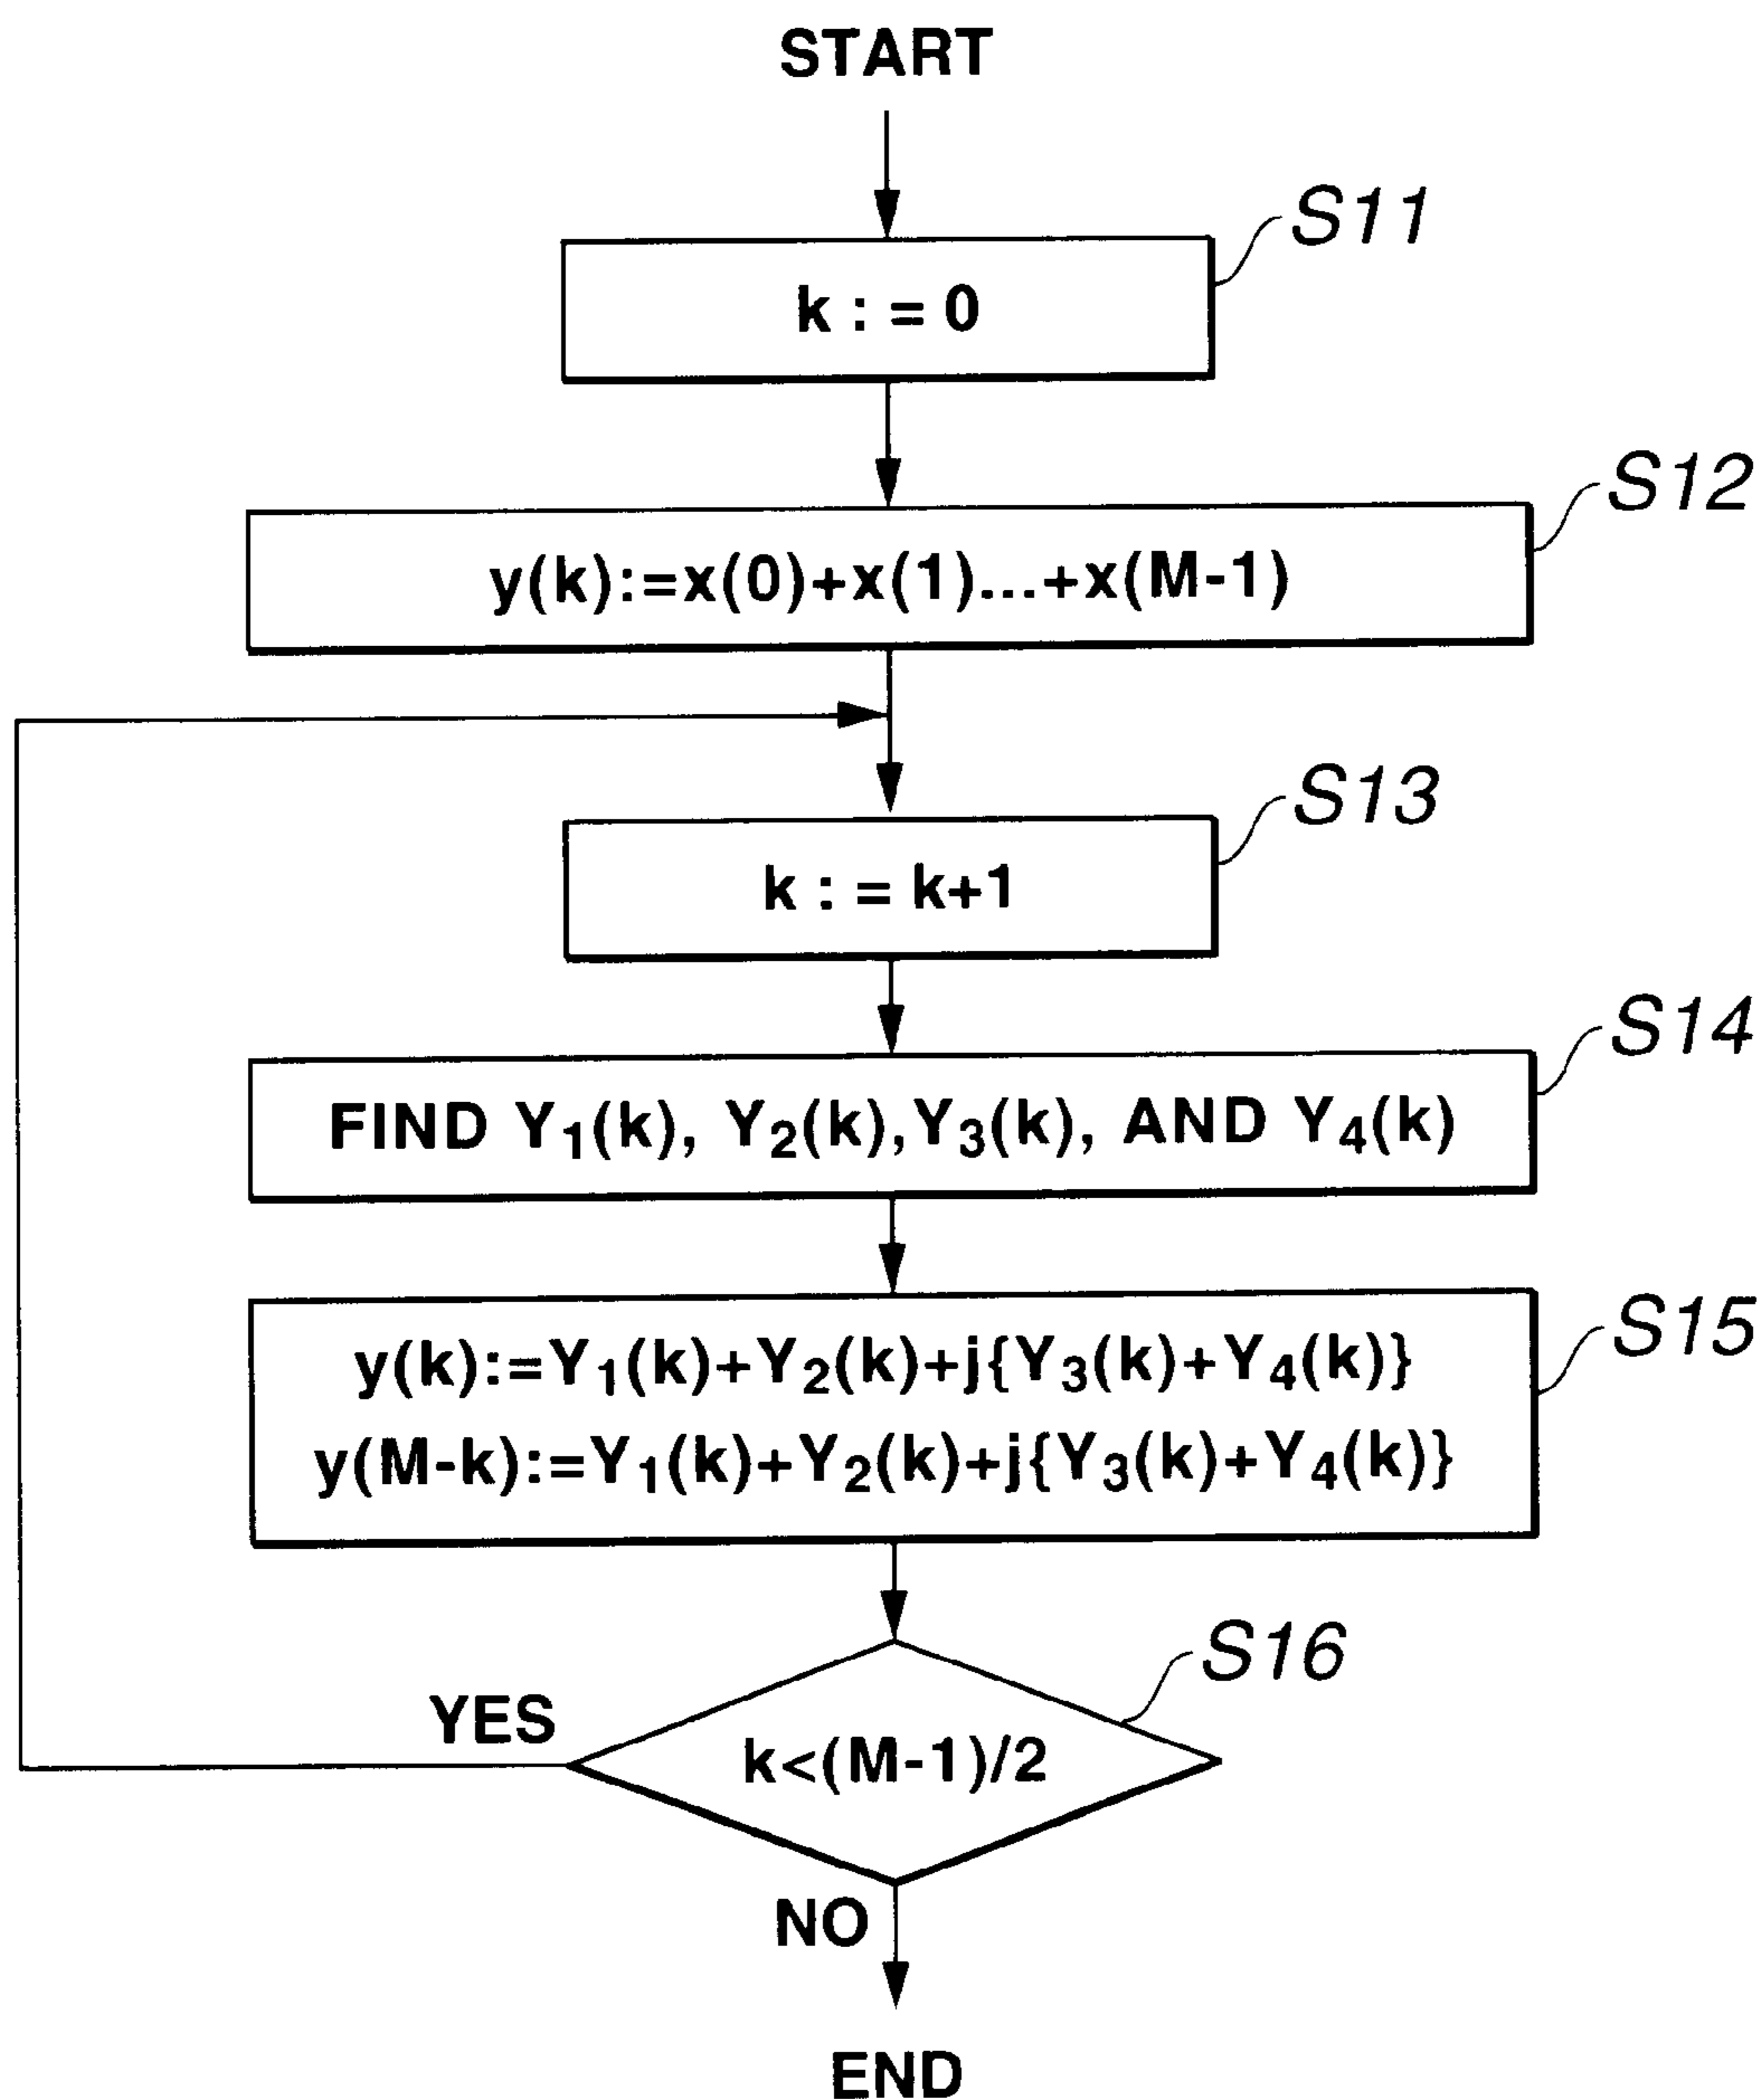 START
S11
k : = 0
S12
y(k):=x(0)+x(1)...+x(M-1)
S13
k : = k+1
S14
FIND Y₁(k), Y₂(k),Y₃(k), AND Y₄(k)
S15
y(k):=Y₁(k)+Y₂(k)+j{Y₃(k)+Y₄(k)}
y(M-k):=Y₁(k)+Y₂(k)+j{Y₃(k)+Y₄(k)}
S16
YES
k<(M-1)/2
NO
END